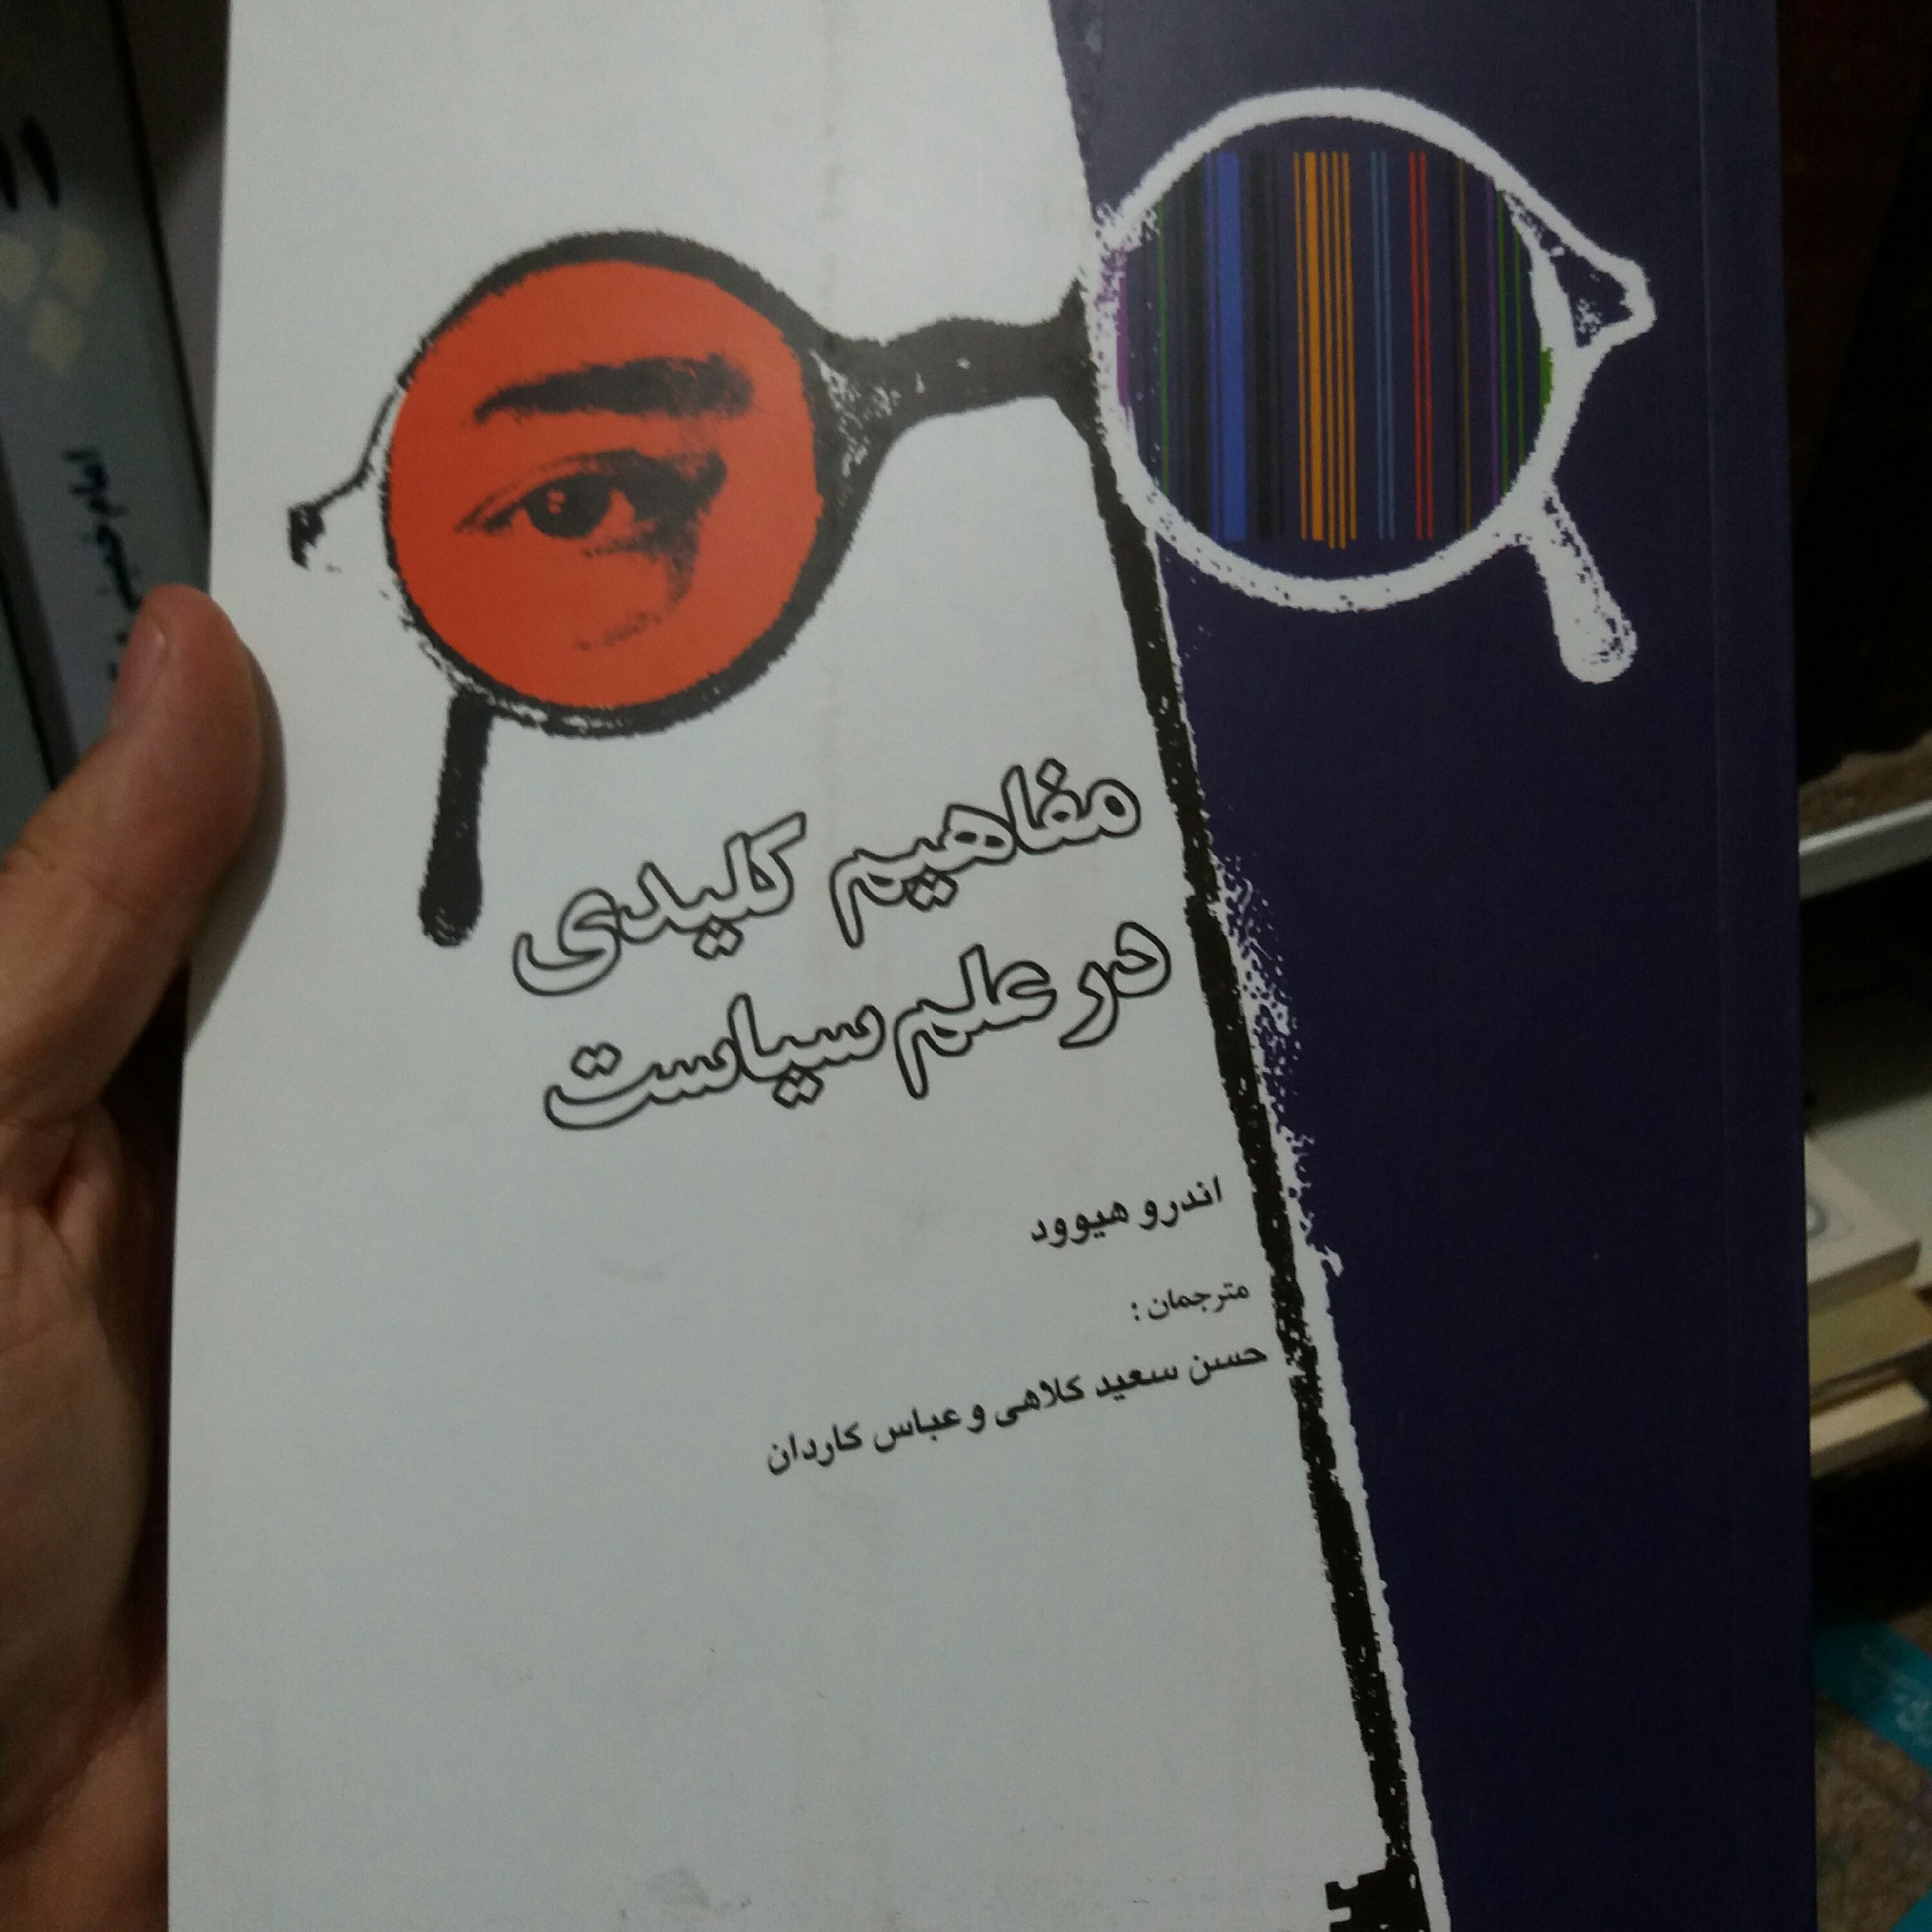 مفاهیم کلیدی
در علم سیاست
اندرو هیوود
مترجمان :
حسن سعید کلاهی و عباس کاردان